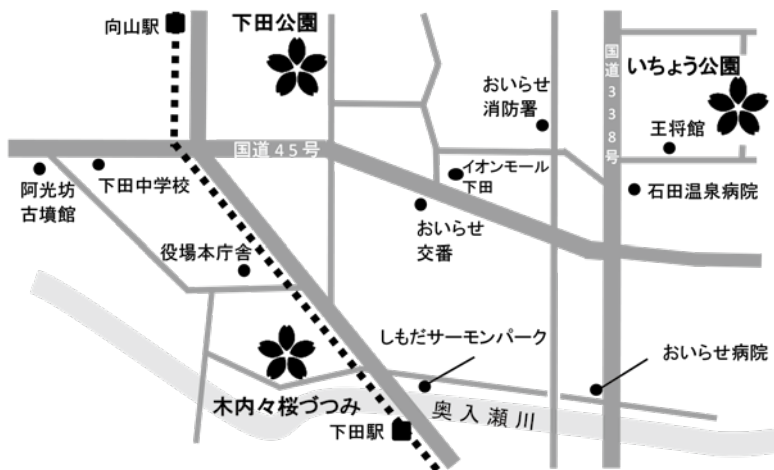 向山駅
下田公園
国道338号
いちょう公園
おいらせ
消防署
王将館
国道45号
イオンモール
下田
阿光坊
古墳館
下田中学校
石田温泉病院
おいらせ
交番
役場本庁舎
しもだサーモンパーク
おいらせ病院
木内々桜づつみ
奥入瀬川
下田駅